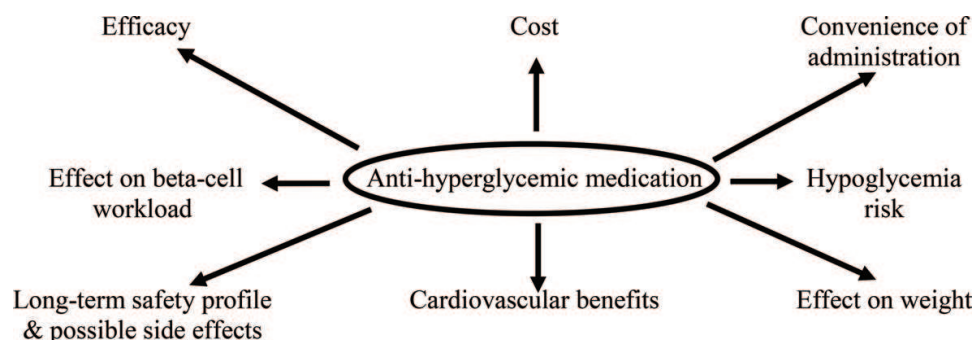 Efficacy
Cost
Convenience of
administration
Effect on beta-cell
workload
Anti-hyperglycemic medication
Hypoglycemia
risk
Long-term safety profile
& possible side effects
Cardiovascular benefits
Effect on weight